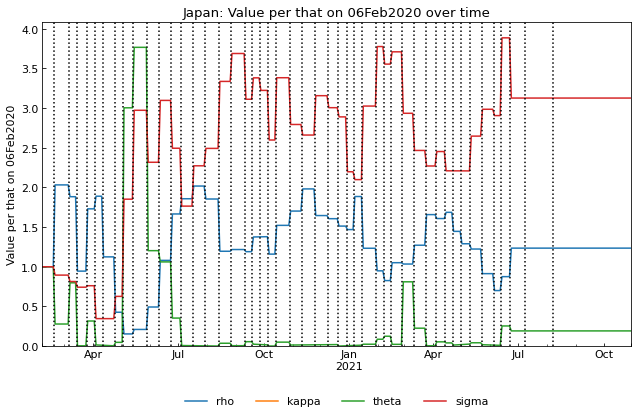 Japan: Value per that on 06Feb2020 over time
Value per that on 06Feb2020
4.0
3.5
3.0
2.5
2.0
1.5
1.0
0.5
0.0
Apr Jul Oct Jan Apr Jul Oct
2021
rho kappa theta sigma